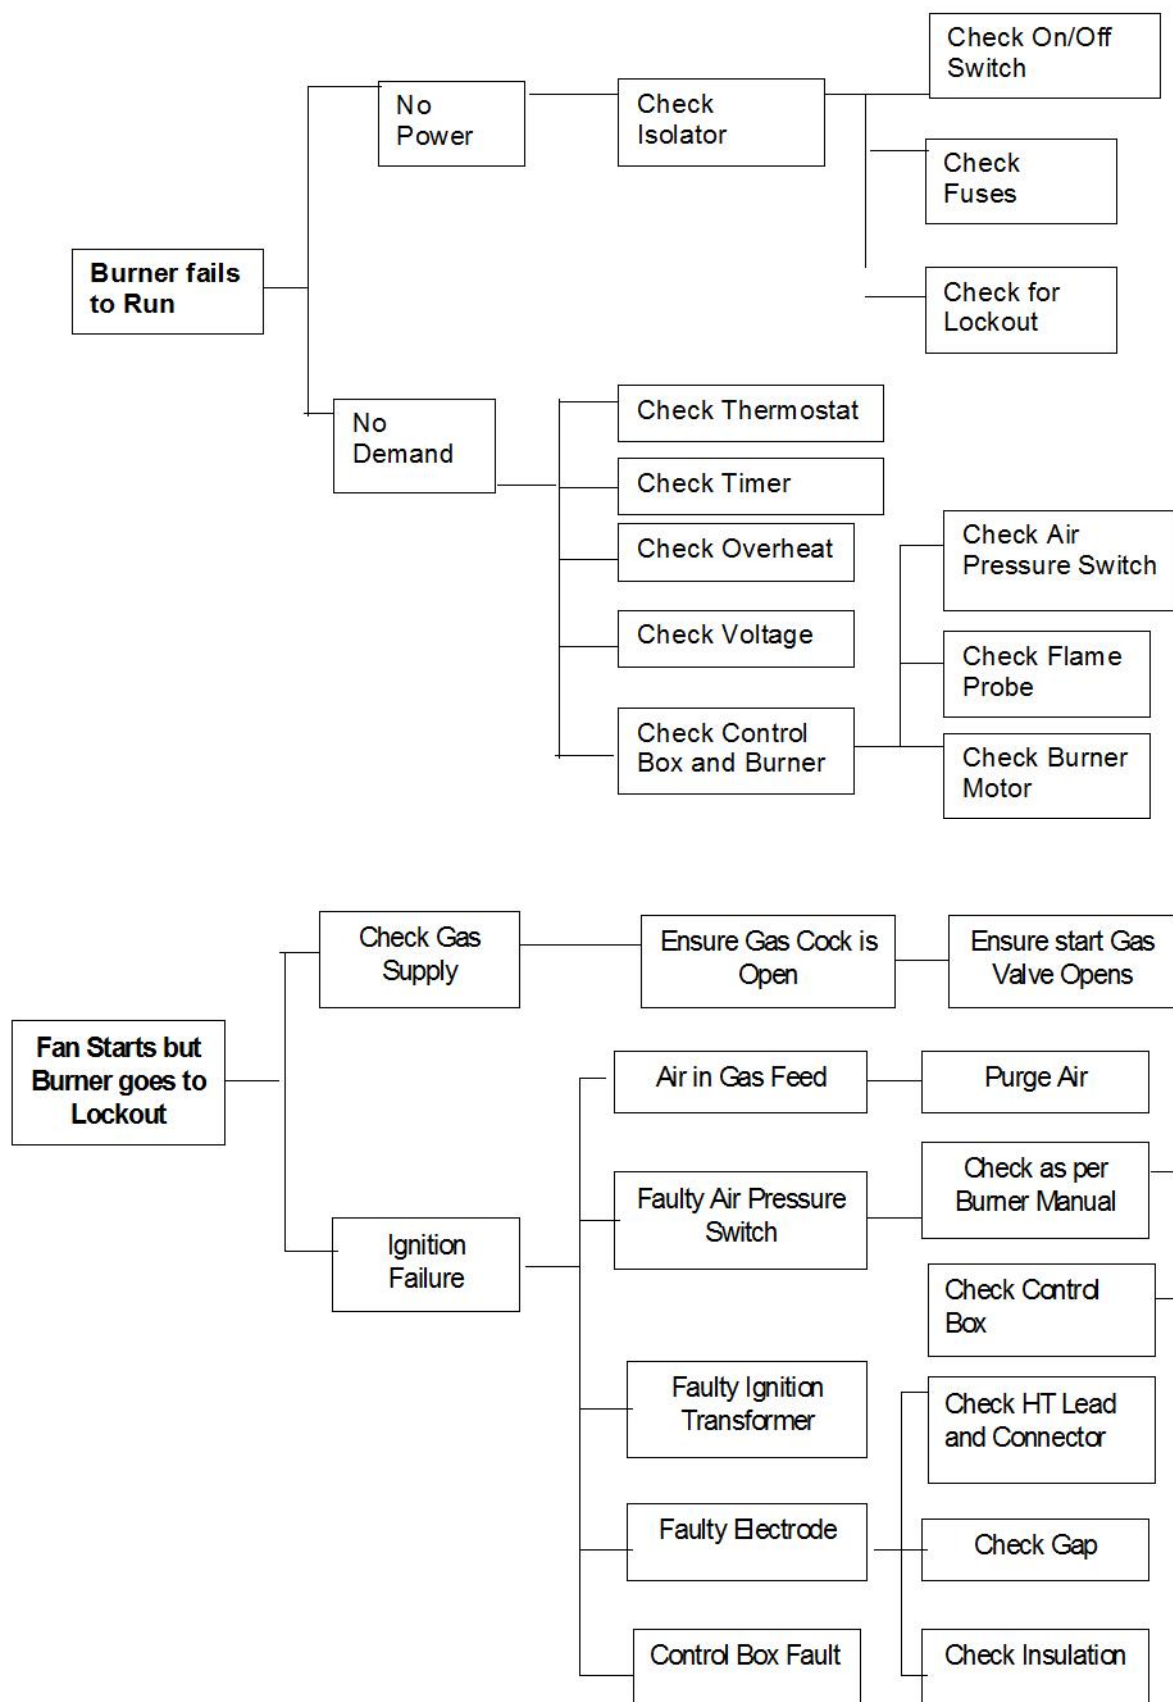 Check On/Off
Switch
No
Power
Check
Isolator
Check
Fuses
Burner fails
to Run
Check for
Lockout
No
Demand
Check Thermostat
Check Timer
Check Overheat
Check Voltage
Check Control
Box and Burner
Check Air
Pressure Switch
Check Flame
Probe
Check Burner
Motor
Check Gas
Supply
Ensure Gas Cock is
Open
Ensure start Gas
Valve Opens
Fan Starts but
Burner goes to
Lockout
Air in Gas Feed
Purge Air
Faulty Air Pressure
Switch
Check as per
Burner Manual
Ignition
Failure
Check Control
Box
Faulty Ignition
Transformer
Check HT Lead
and Connector
Faulty Electrode
Check Gap
Control Box Fault
Check Insulation